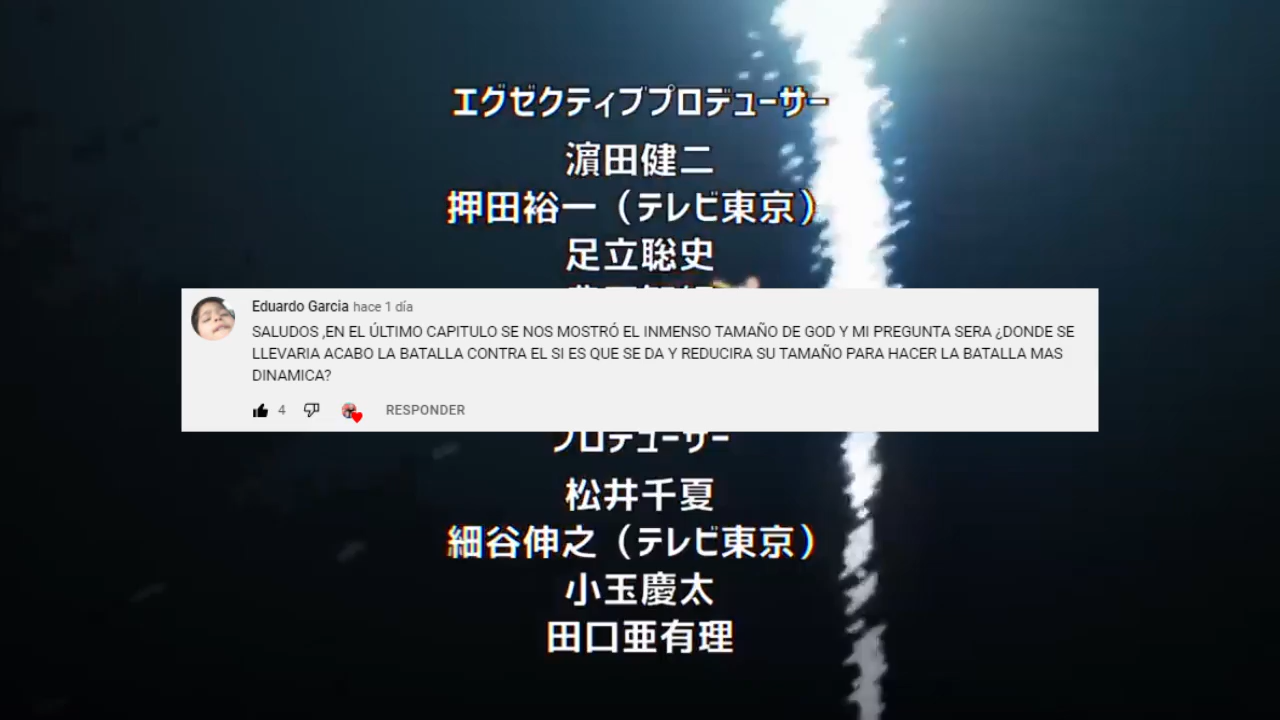 エグゼクティブプロデューサー
濵田健二
押田裕一（テレビ東京）
足立聡史
Eduardo Garcia hace 1 día
SALUDOS ,EN EL ÚLTIMO CAPITULO SE NOS MOSTRÓ EL INMENSO TAMAÑO DE GOD Y MI PREGUNTA SERA ¿DONDE SE
LLEVARIA ACABO LA BATALLA CONTRA EL SI ES QUE SE DA Y REDUCIRA SU TAMAÑO PARA HACER LA BATALLA MAS
DINAMICA?
4 RESPONDER
プロデューサー
松井千夏
細谷伸之（テレビ東京）
小玉慶太
田口亜有理